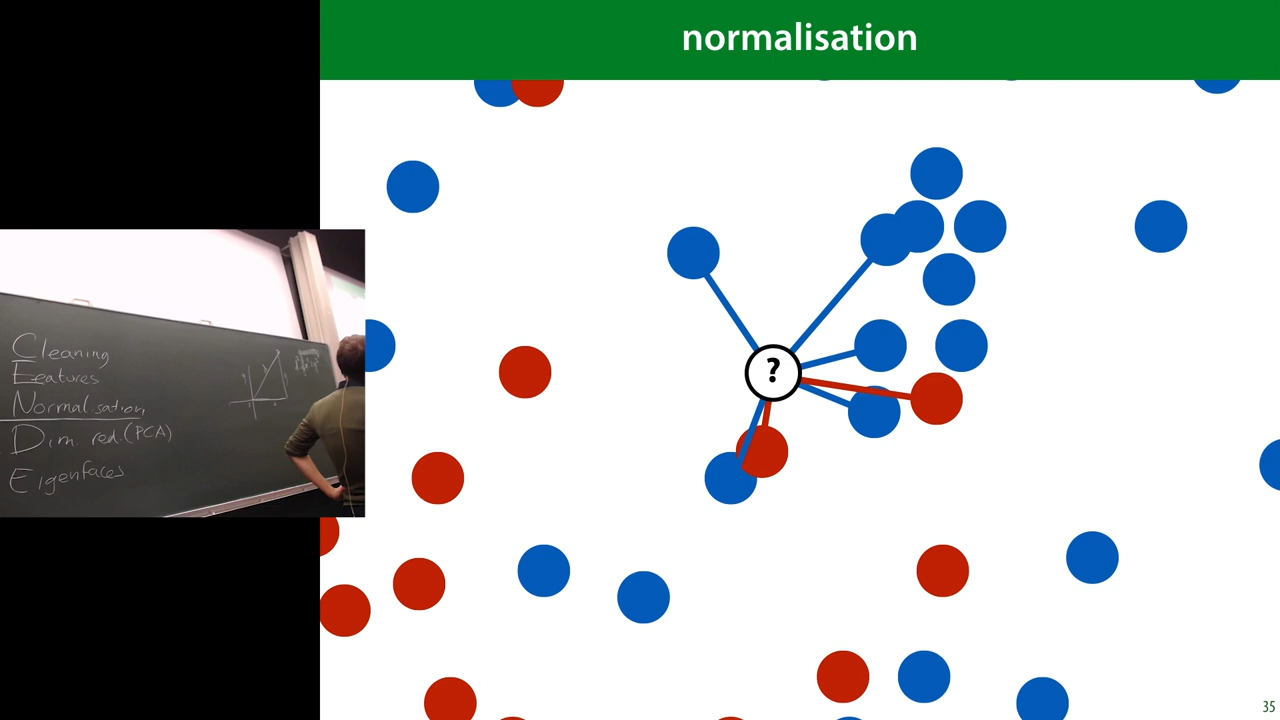 normalisation
?
Cleaning
Features
Normalisation
Dim. red. (PCA)
Eigenfaces
35